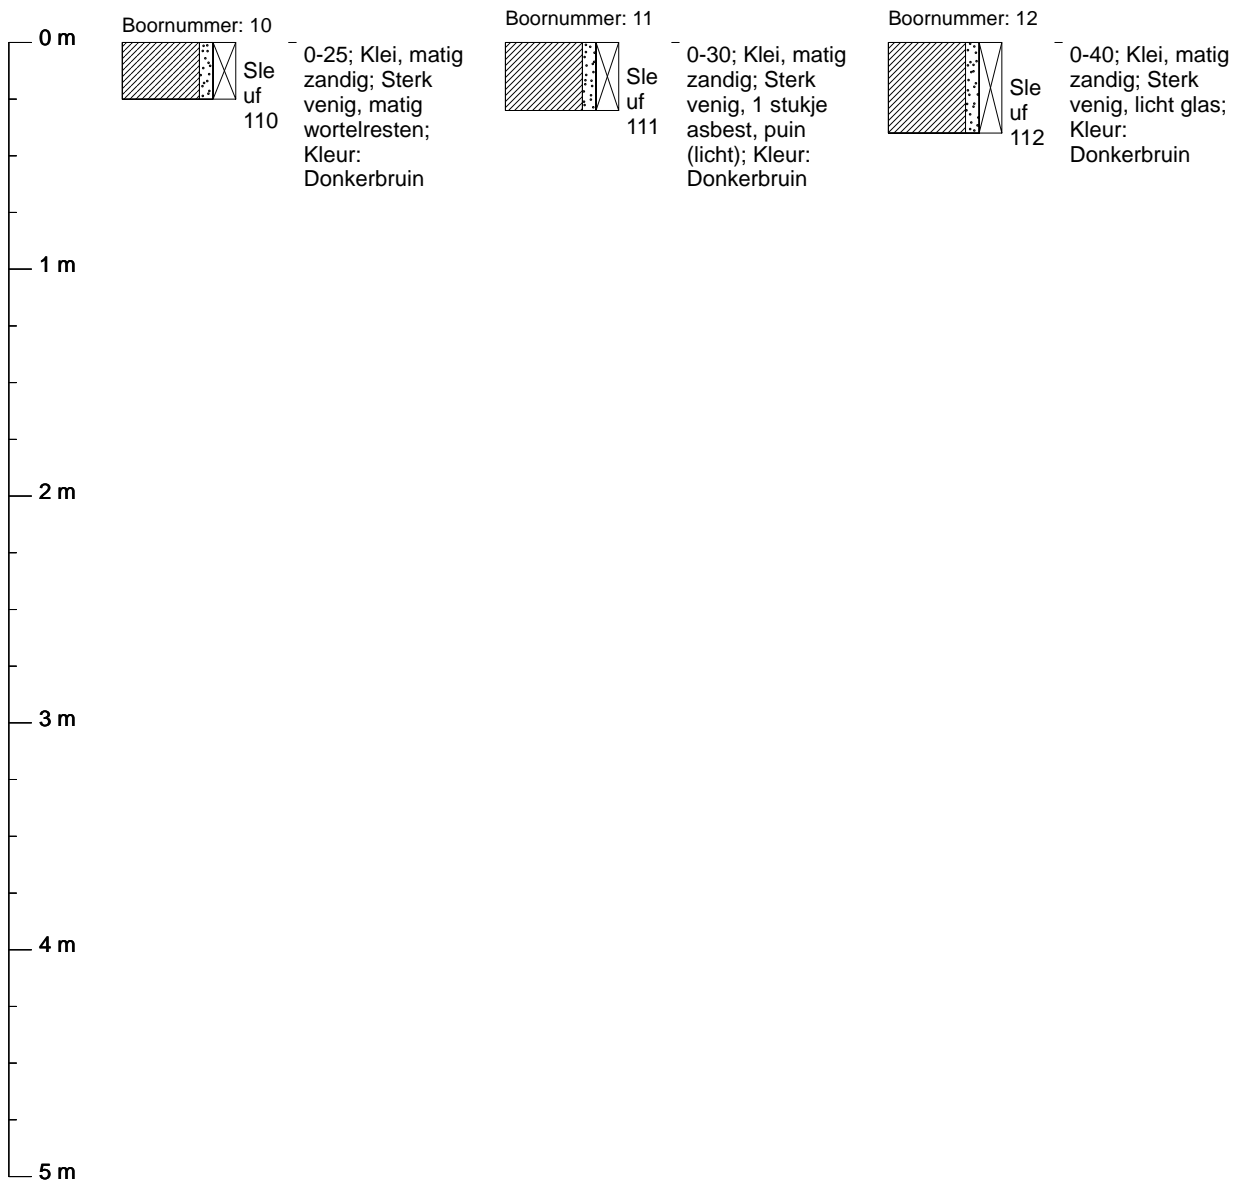 Boornummer: 10
Sle
uf
110
0-25; Klei, matig
zandig; Sterk
venig, matig
wortelresten;
Kleur:
Donkerbruin
Boornummer: 11
Sle
uf
111
0-30; Klei, matig
zandig; Sterk
venig, 1 stukje
asbest, puin
(licht); Kleur:
Donkerbruin
Boornummer: 12
Sle
uf
112
0-40; Klei, matig
zandig; Sterk
venig, licht glas;
Kleur:
Donkerbruin
0 m
1 m
2 m
3 m
4 m
5 m